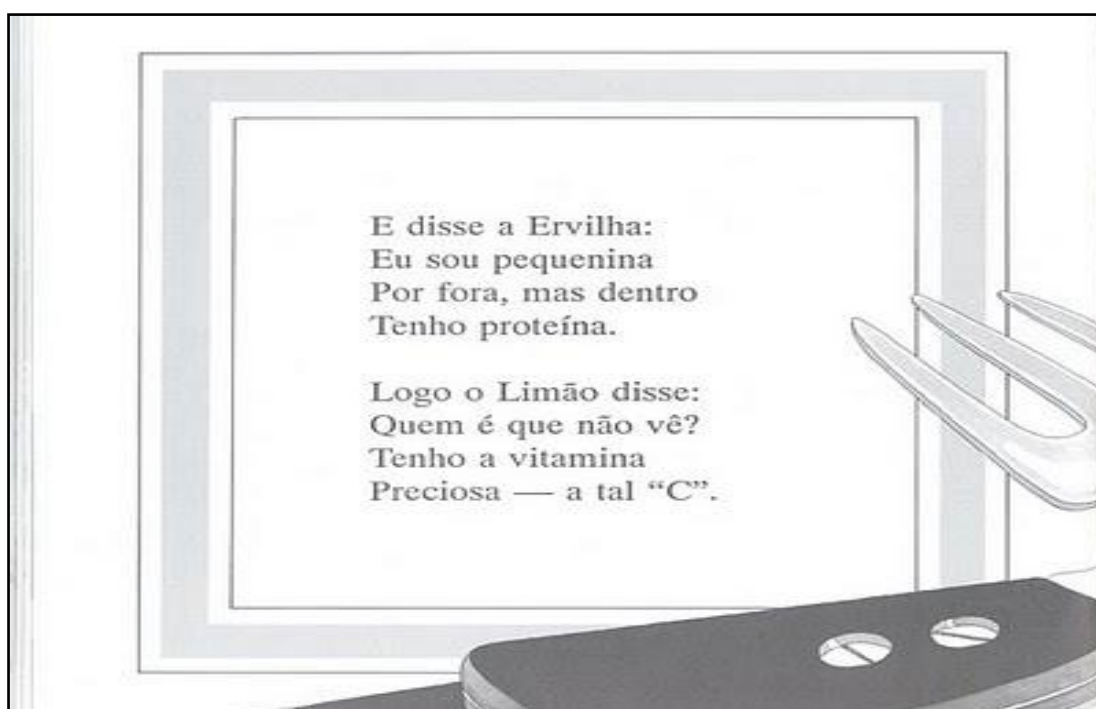 E disse a Ervilha:
Eu sou pequenina
Por fora, mas dentro
Tenho proteína.
Logo o Limão disse:
Quem é que não vê?
Tenho a vitamina
Preciosa — a tal “C”.